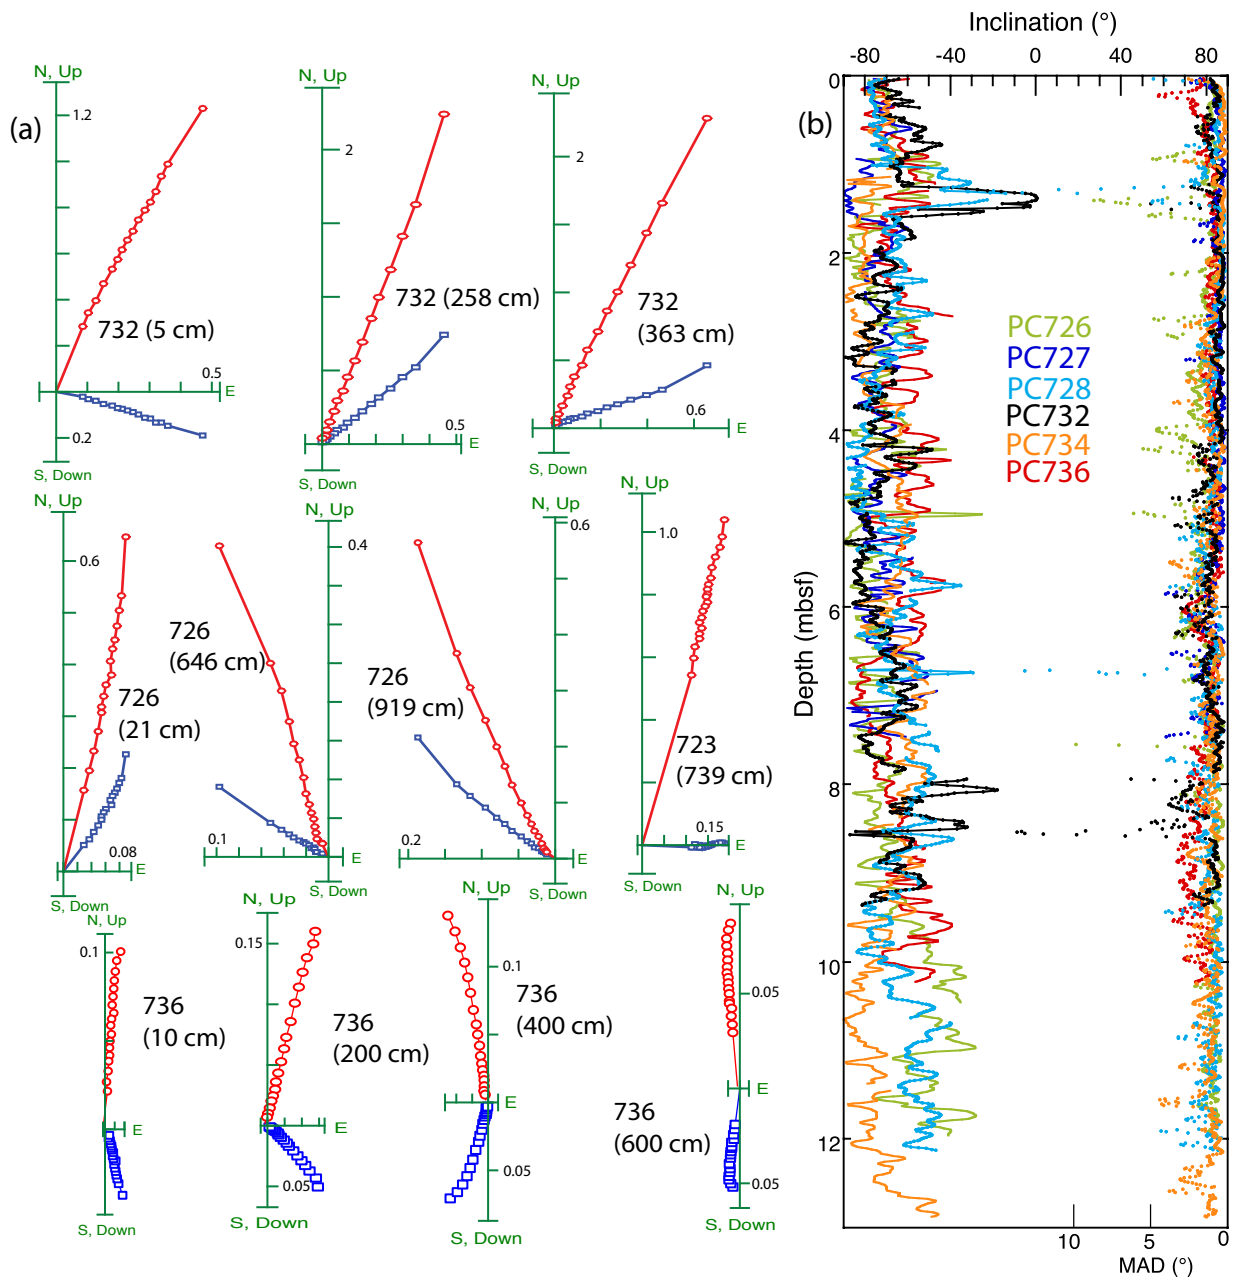 (a)
N, Up
1.2
732 (5 cm)
0.5
E
0.2
S, Down
N, Up
2
732 (258 cm)
0.5
E
S, Down
N, Up
2
732
(363 cm)
0.6
E
S, Down
N, Up
0.6
726
(21 cm)
0.08
E
S, Down
N, Up
0.4
726
(646 cm)
0.1
E
S, Down
0.6
726
(919 cm)
0.2
E
S, Down
N, Up
1.0
723
(739 cm)
0.15
E
S, Down
N, Up
0.1
736
(10 cm)
E
S, Down
N, Up
0.15
736
(200 cm)
E
0.05
S, Down
N, Up
0.1
736
(400 cm)
E
0.05
S, Down
N, Up
0.05
E
736
(600 cm)
0.05
S, Down
(b)
Inclination (°)
-80 -40 0 40 80
0
2
4
6
8
10
12
Depth (mbsf)
PC726
PC727
PC728
PC732
PC734
PC736
10 5 0
MAD (°)